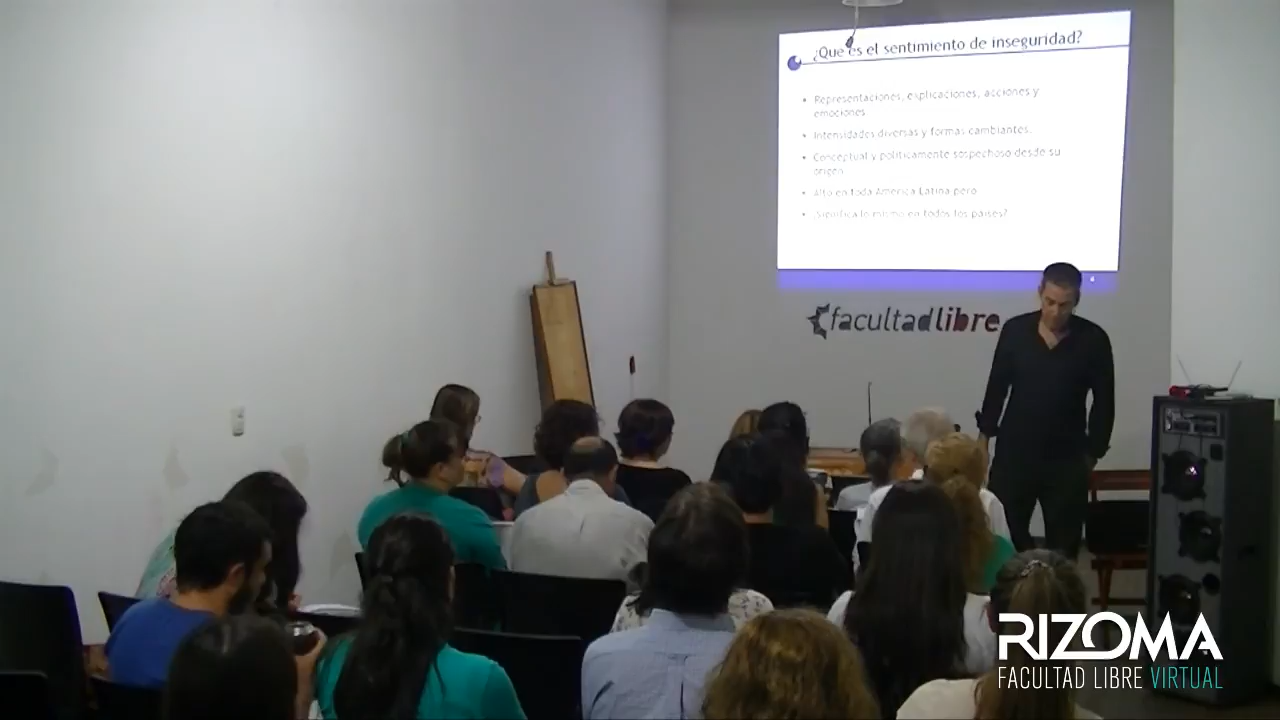 ¿Que es el sentimiento de inseguridad?
• Representaciones, explicaciones, acciones y
emociones
• Intensidades diversas y formas cambiantes.
• Conceptual y politicamente sospechoso desde su
origen
• Alto en toda America Latina pero
• ¿Significa lo mismo en todos los paises?
facultadlibre
RIZOMA
FACULTAD LIBRE VIRTUAL